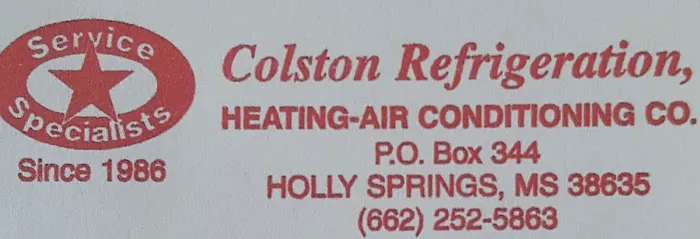 Service
Specialists
Since 1986
Colston Refrigeration,
HEATING-AIR CONDITIONING CO.
P.O. Box 344
HOLLY SPRINGS, MS 38635
(662) 252-5863